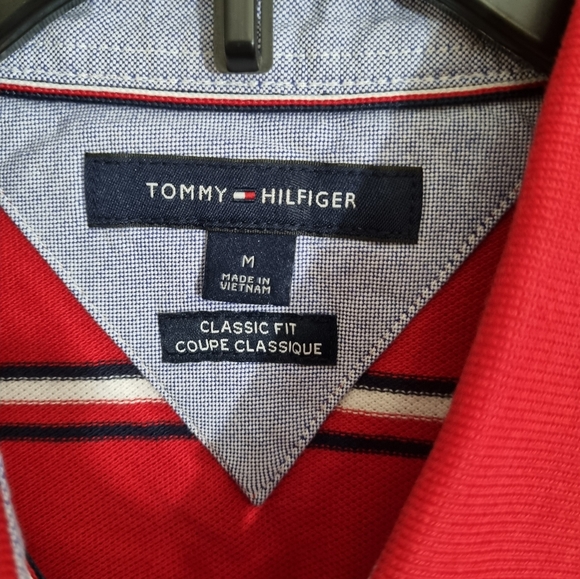 TOMMY HILFIGER
M
MADE IN
VIETNAM
CLASSIC FIT
COUPE CLASSIQUE